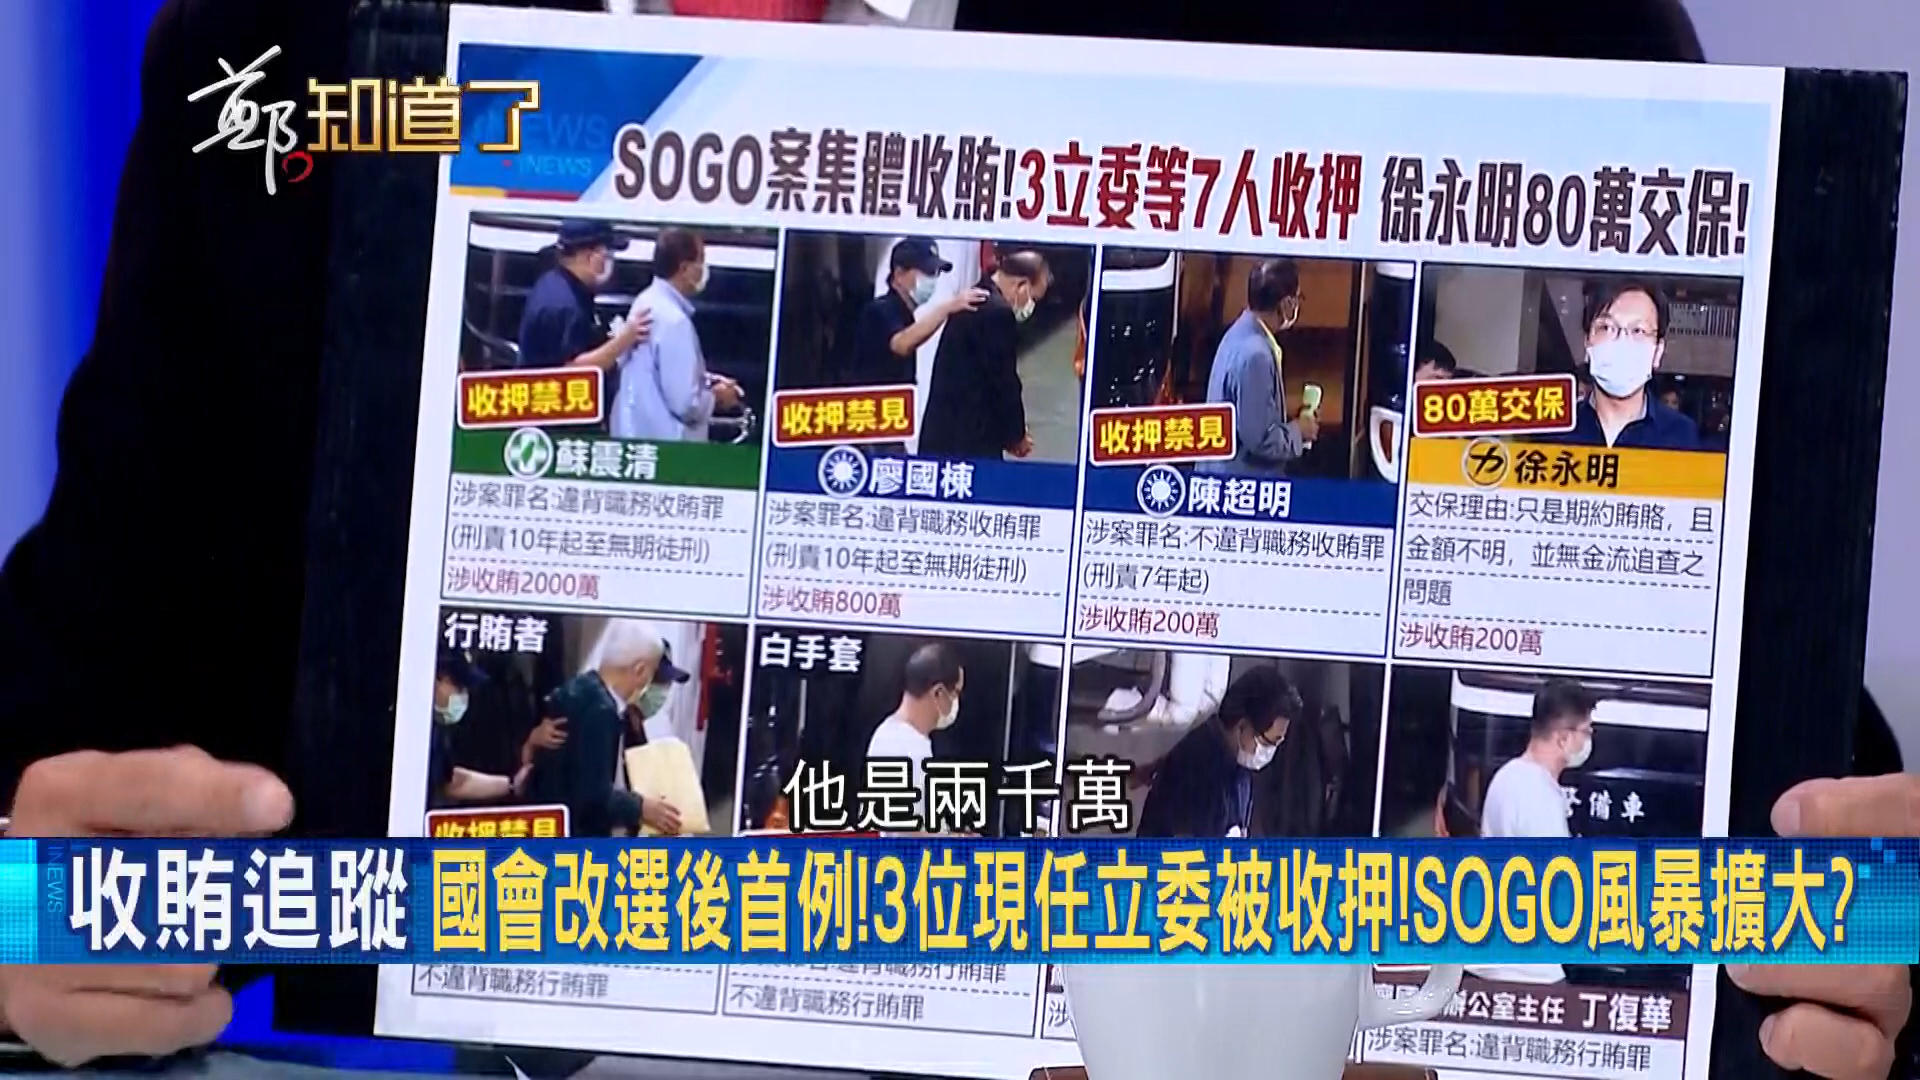 鄭知道了
NEWS
YNEWS
SOGO案集體收賄!3立委等7人收押 徐永明80萬交保!
收押禁見
蘇震清
涉案罪名:違背職務收賄罪
(刑責10年起至無期徒刑)
涉收賄2000萬
收押禁見
廖國棟
涉案罪名:違背職務收賄罪
(刑責10年起至無期徒刑)
涉收賄800萬
收押禁見
陳超明
涉案罪名:不違背職務收賄罪
(刑責7年起)
涉收賄200萬
80萬交保
力
徐永明
交保理由:只是期約賄賂，且
金額不明，並無金流追查之
問題
涉收賄200萬
行賄者
收押禁見
不違背職務行賄罪
白手套
不違背職務行賄罪
涉
警備車
辦公室主任 丁復華
涉案罪名:違背職務行賄罪
他是兩千萬
INEWS
收賄追蹤 國會改選後首例!3位現任立委被收押!SOGO風暴擴大?